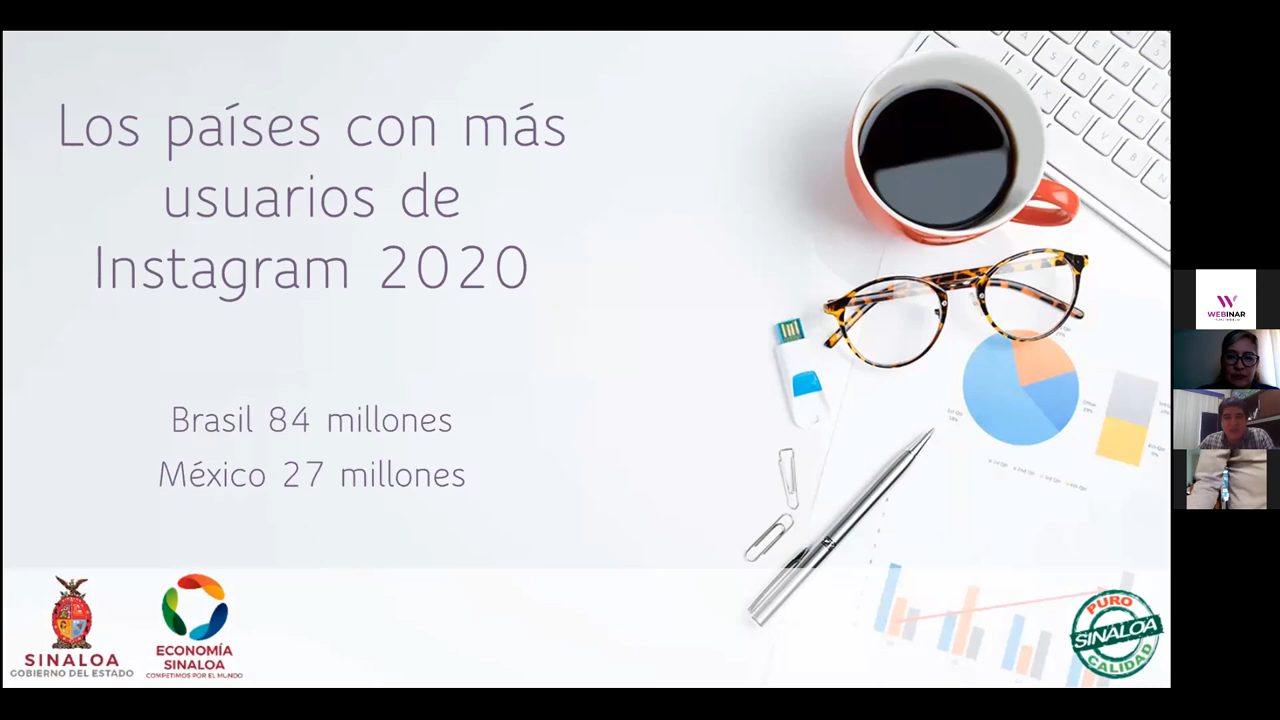 Los países con más
usuarios de
Instagram 2020
Brasil 84 millones
México 27 millones
SINALOA
GOBIERNO DEL ESTADO
ECONOMÍA
SINALOA
COMPETIMOS POR EL MUNDO
PURO
SINALOA
CALIDAD
WEBINAR